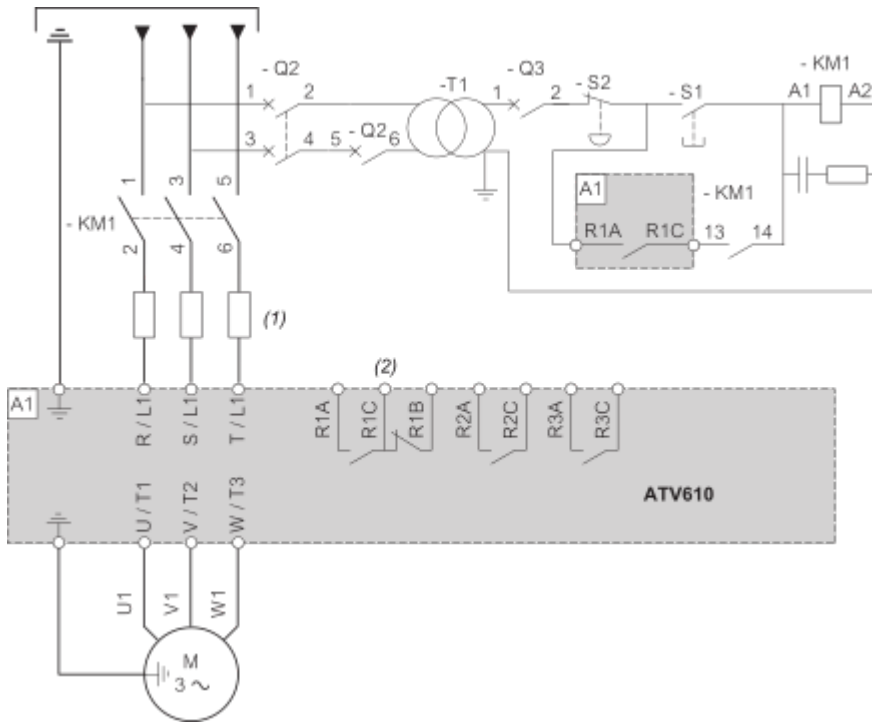 - Q2
1
2
3
4
- Q2
5
6
-T1
- Q3
1
2
- S2
- S1
- KM1
A1
A2
A1
R1A
R1C
- KM1
13
14
- KM1
1
3
5
2
4
6
(1)
(2)
A1
R / L1
S / L1
T / L1
R1A
R1C
R1B
R2A
R2C
R3A
R3C
ATV610
U / T1
V / T2
W / T3
U1
V1
W1
M
3 ~